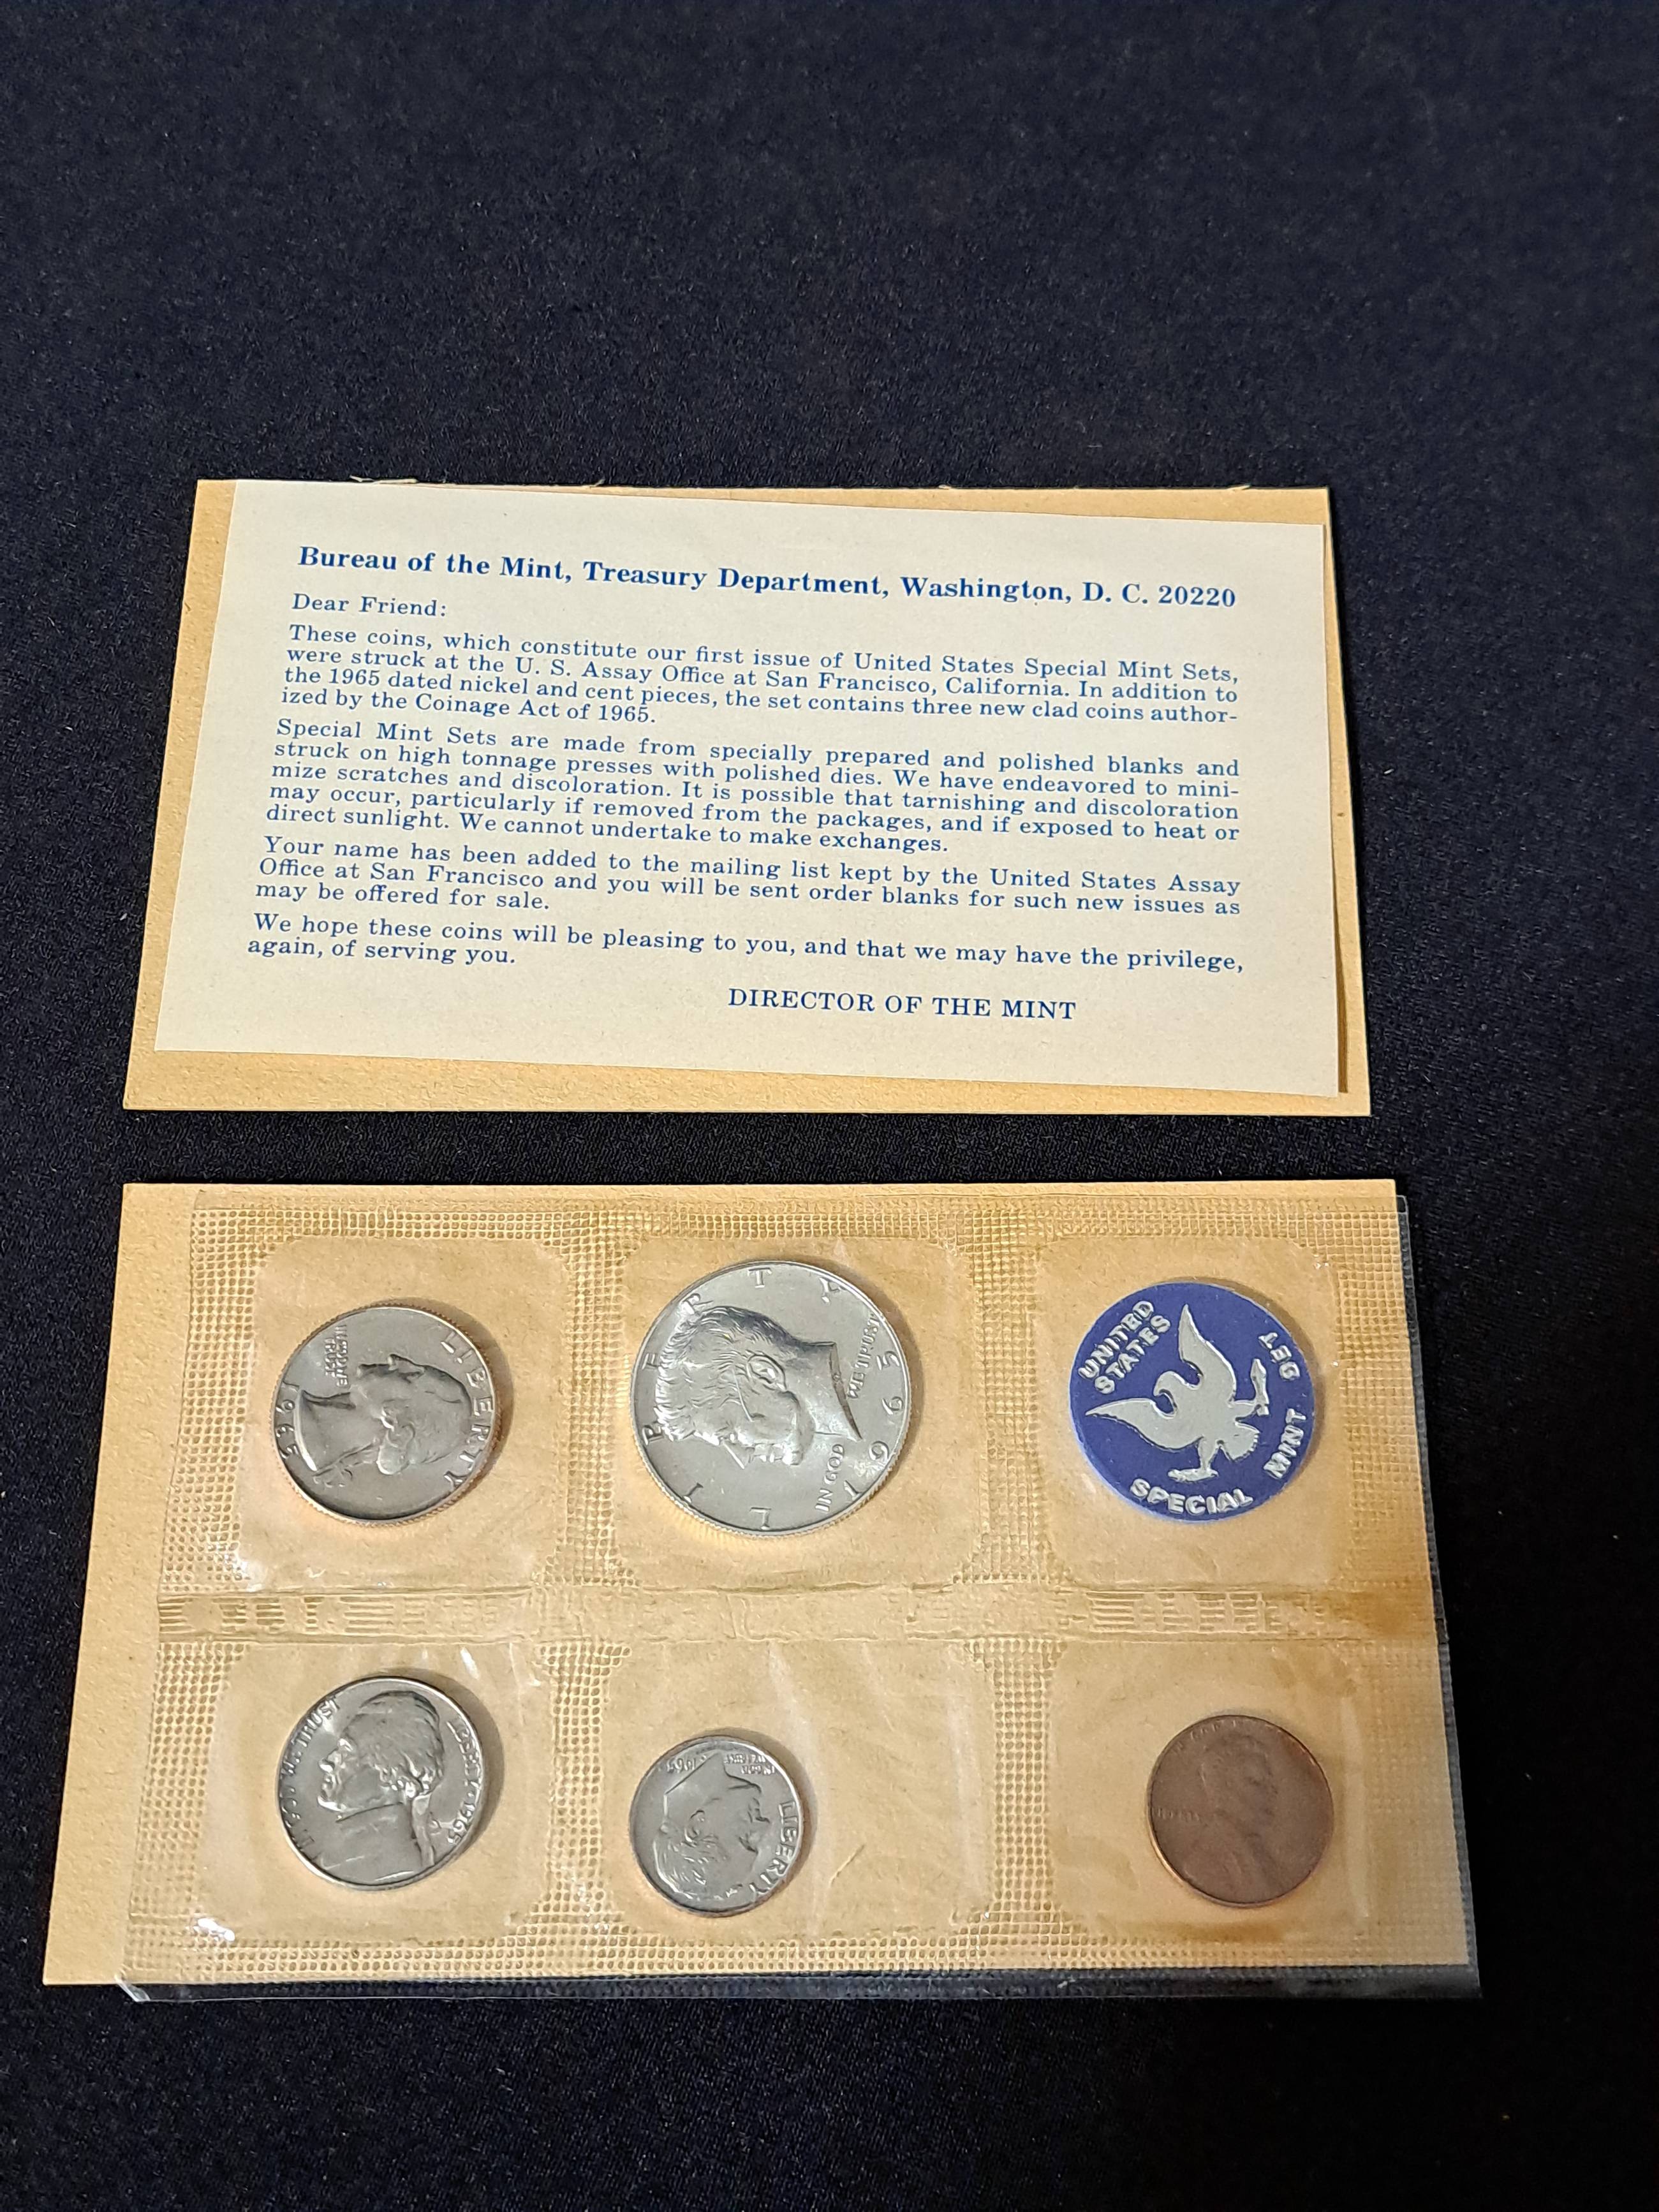 Bureau of the Mint, Treasury Department, Washington, D. C. 20220
Dear Friend:
These coins, which constitute our first issue of United States Special Mint Sets,
were struck at the U. S. Assay Office at San Francisco, California. In addition to
the 1965 dated nickel and cent pieces, the set contains three new clad coins author-
ized by the Coinage Act of 1965.
Special Mint Sets are made from specially prepared and polished blanks and
struck on high tonnage presses with polished dies. We have endeavored to mini-
mize scratches and discoloration. It is possible that tarnishing and discoloration
may occur, particularly if removed from the packages, and if exposed to heat or
direct sunlight. We cannot undertake to make exchanges.
Your name has been added to the mailing list kept by the United States Assay
Office at San Francisco and you will be sent order blanks for such new issues as
may be offered for sale.
We hope these coins will be pleasing to you, and that we may have the privilege,
again, of serving you.
DIRECTOR OF THE MINT
LIBERTY
IN GOD WE
TRUST
1965
LIBERTY
IN GOD WE TRUST
1965
UNITED
STATES
SPECIAL MINT SET
IN GOD WE TRUST
LIBERTY • 1965
LIBERTY
IN GOD
WE TRUST
1965